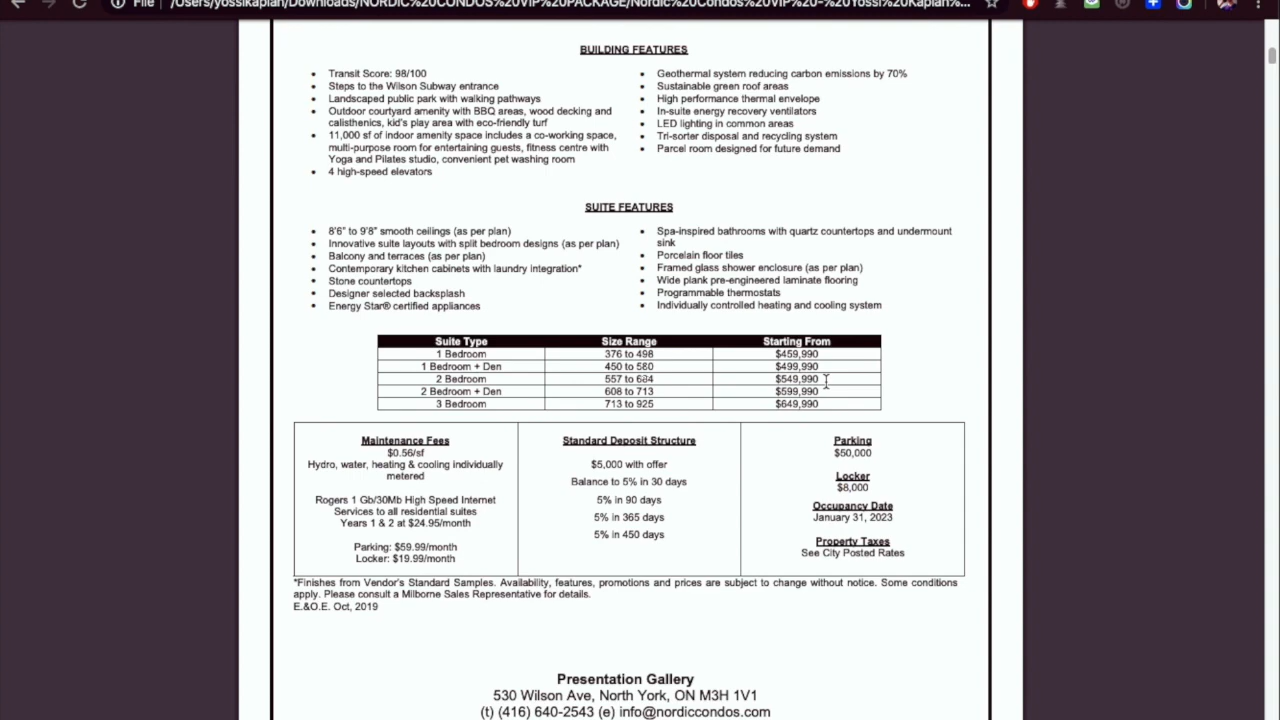 File | /Users/yossikaplan/Downloads/NORDIC%20CONDOS%20VIP%20PACKAGE/Nordic%20Condos%20VIP%20-%20Yossi%20Kaplan%...
BUILDING FEATURES
• Transit Score: 98/100
• Steps to the Wilson Subway entrance
• Landscaped public park with walking pathways
• Outdoor courtyard amenity with BBQ areas, wood decking and
calisthenics, kid's play area with eco-friendly turf
• 11,000 sf of indoor amenity space includes a co-working space,
multi-purpose room for entertaining guests, fitness centre with
Yoga and Pilates studio, convenient pet washing room
• 4 high-speed elevators
• Geothermal system reducing carbon emissions by 70%
• Sustainable green roof areas
• High performance thermal envelope
• In-suite energy recovery ventilators
• LED lighting in common areas
• Tri-sorter disposal and recycling system
• Parcel room designed for future demand
SUITE FEATURES
• 8'6" to 9'8" smooth ceilings (as per plan)
• Innovative suite layouts with split bedroom designs (as per plan)
• Balcony and terraces (as per plan)
• Contemporary kitchen cabinets with laundry integration*
• Stone countertops
• Designer selected backsplash
• Energy Star® certified appliances
• Spa-inspired bathrooms with quartz countertops and undermount
sink
• Porcelain floor tiles
• Framed glass shower enclosure (as per plan)
• Wide plank pre-engineered laminate flooring
• Programmable thermostats
• Individually controlled heating and cooling system
Suite Type Size Range Starting From
1 Bedroom 376 to 498 $459,990
1 Bedroom + Den 450 to 580 $499,990
2 Bedroom 557 to 684 $549,990
2 Bedroom + Den 608 to 713 $599,990
3 Bedroom 713 to 925 $649,990
Maintenance Fees
$0.56/sf
Hydro, water, heating & cooling individually
metered
Rogers 1 Gb/30Mb High Speed Internet
Services to all residential suites
Years 1 & 2 at $24.95/month
Parking: $59.99/month
Locker: $19.99/month
Standard Deposit Structure
$5,000 with offer
Balance to 5% in 30 days
5% in 90 days
5% in 365 days
5% in 450 days
Parking
$50,000
Locker
$8,000
Occupancy Date
January 31, 2023
Property Taxes
See City Posted Rates
*Finishes from Vendor's Standard Samples. Availability, features, promotions and prices are subject to change without notice. Some conditions
apply. Please consult a Milborne Sales Representative for details.
E.&O.E. Oct, 2019
Presentation Gallery
530 Wilson Ave, North York, ON M3H 1V1
(t) (416) 640-2543 (e) info@nordiccondos.com